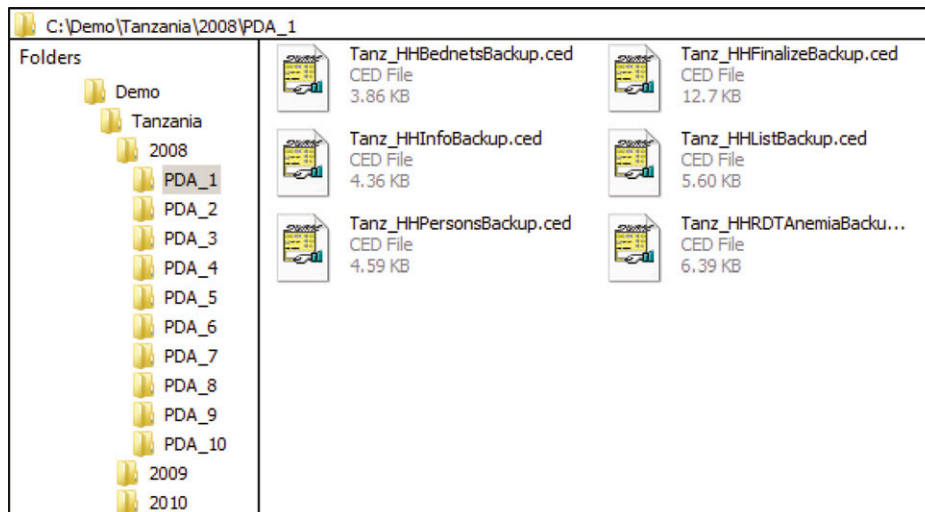 C:\Demo\Tanzania\2008\PDA_1
Folders
Demo
Tanzania
2008
PDA_1
PDA_2
PDA_3
PDA_4
PDA_5
PDA_6
PDA_7
PDA_8
PDA_9
PDA_10
2009
2010
Tanz_HHBednetsBackup.ced
CED File
3.86 KB
Tanz_HHFinalizeBackup.ced
CED File
12.7 KB
Tanz_HHInfoBackup.ced
CED File
4.36 KB
Tanz_HHListBackup.ced
CED File
5.60 KB
Tanz_HHPersonsBackup.ced
CED File
4.59 KB
Tanz_HHRDTAnemiaBacku...
CED File
6.39 KB